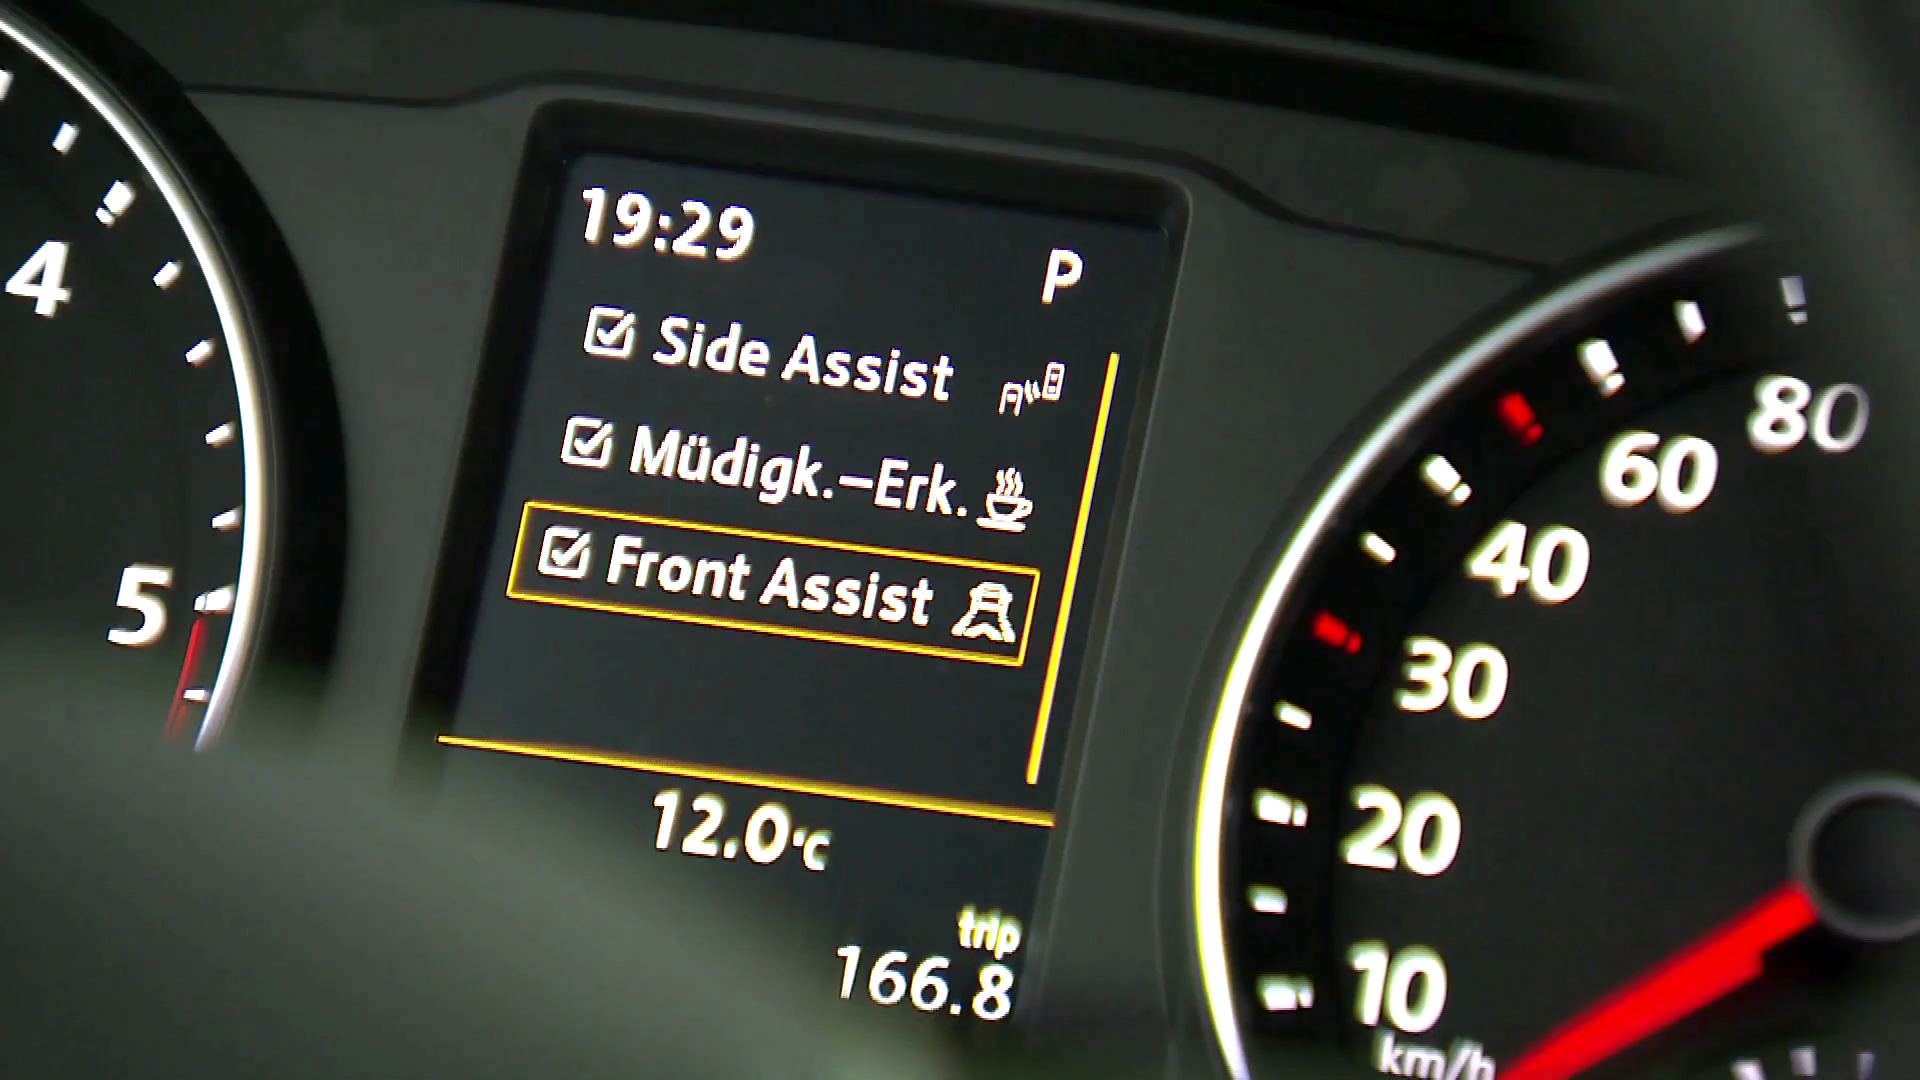 19:29
P
Side Assist
Müdigk.-Erk.
Front Assist
12.0°C
trip
166.8
4
5
80
60
40
30
20
10
km/h